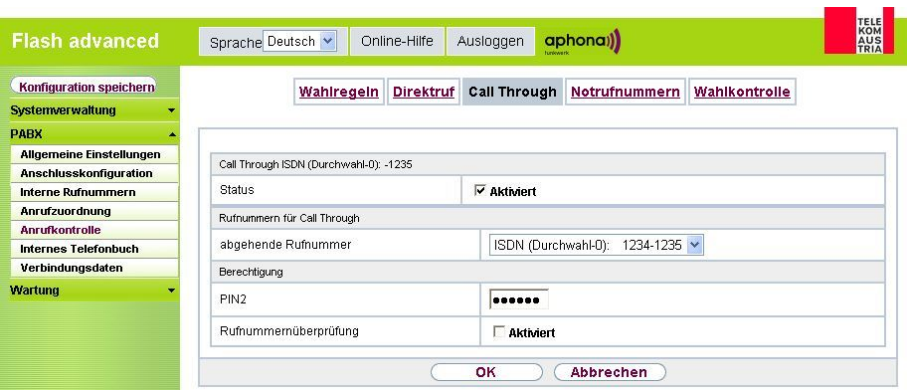 Flash advanced
Sprache Deutsch Online-Hilfe Ausloggen aphona
funkwerk
TELE
KOM
AUS
TRIA
Konfiguration speichern
Systemverwaltung
PABX
Allgemeine Einstellungen
Anschlusskonfiguration
Interne Rufnummern
Anrufzuordnung
Anrufkontrolle
Internes Telefonbuch
Verbindungsdaten
Wartung
Wahlregeln Direktruf Call Through Notrufnummern Wahlkontrolle
Call Through ISDN (Durchwahl-0): -1235
Status Aktiviert
Rufnummern für Call Through
abgehende Rufnummer ISDN (Durchwahl-0): 1234-1235
Berechtigung
PIN2 ●●●●●●
Rufnummernüberprüfung Aktiviert
OK Abbrechen